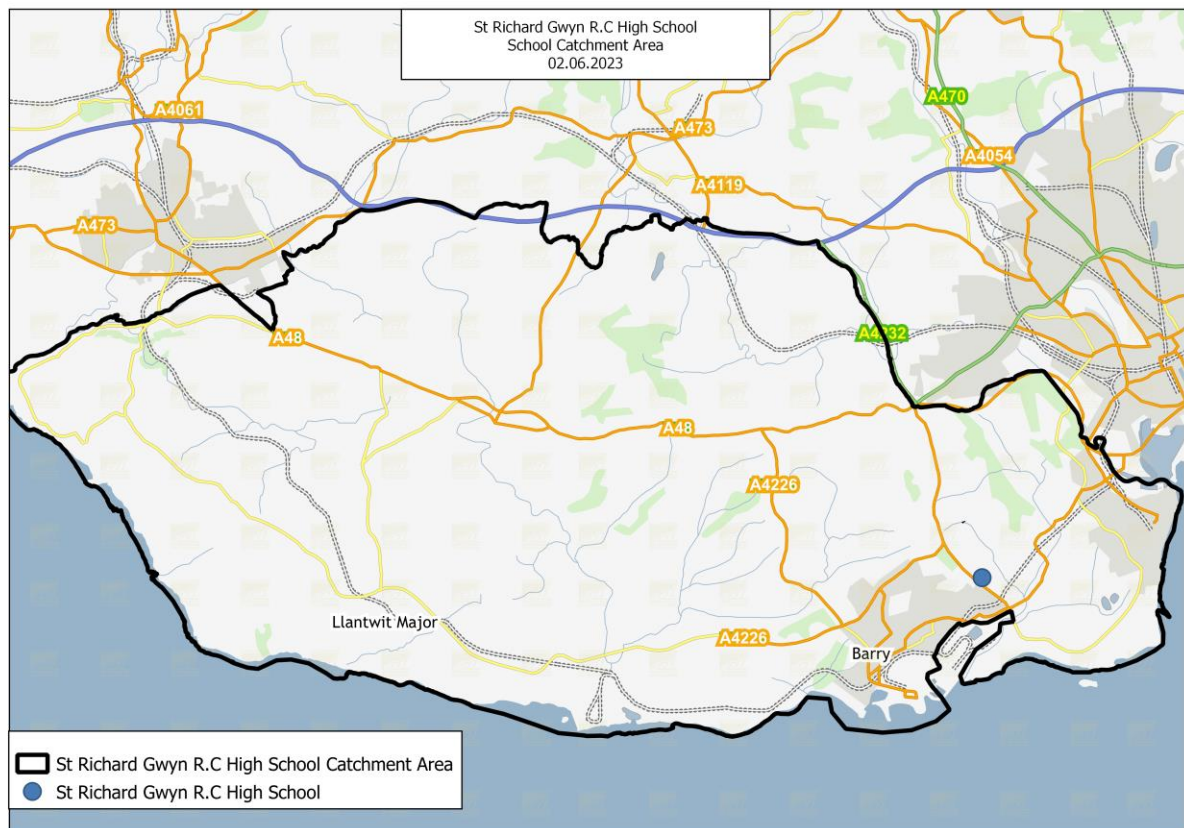 St Richard Gwyn R.C High School
School Catchment Area
02.06.2023
A470
A4061
A473
A4054
A4119
A473
A48
A4232
A48
A4226
Llantwit Major
A4226
Barry
St Richard Gwyn R.C High School Catchment Area
St Richard Gwyn R.C High School